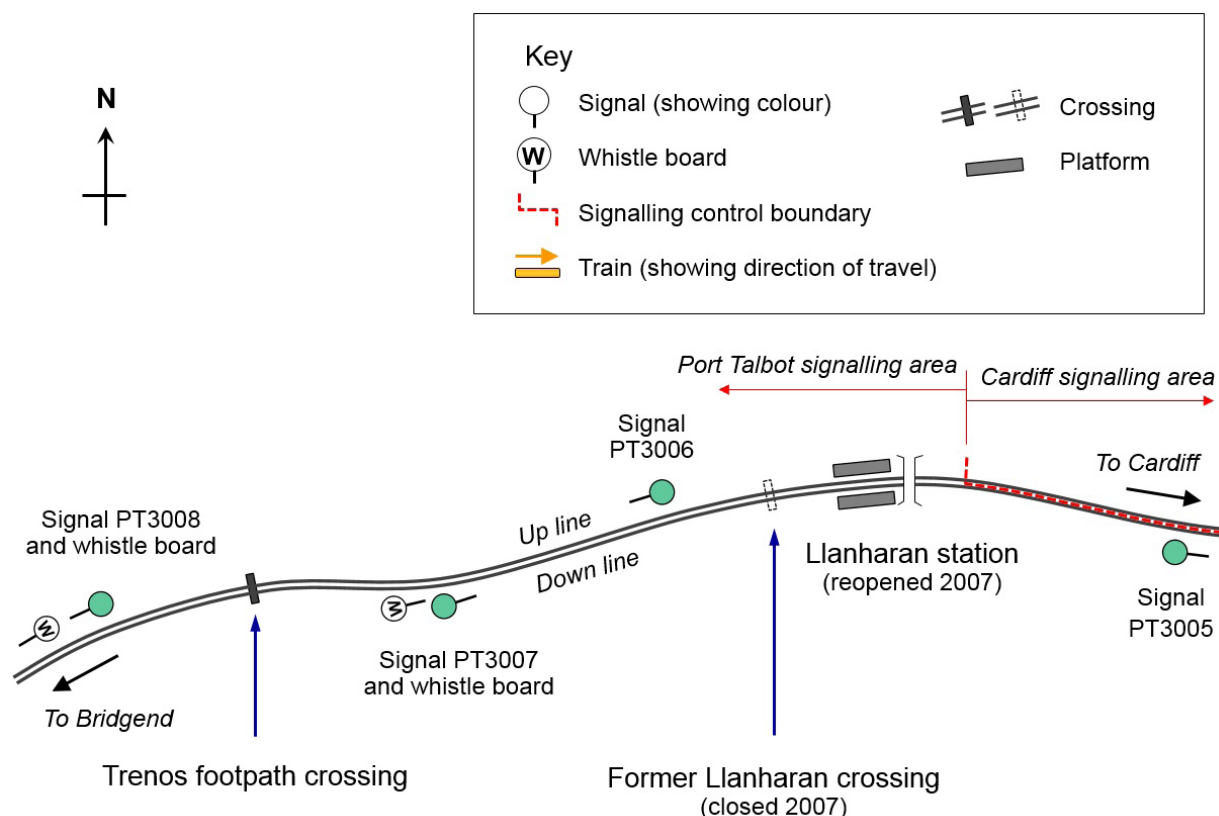 N
Key
Signal (showing colour)
W
Whistle board
Signalling control boundary
Train (showing direction of travel)
Crossing
Platform
Port Talbot signalling area
Cardiff signalling area
Signal
PT3006
To Cardiff
Signal PT3008
and whistle board
Up line
Down line
Llanharan station
(reopened 2007)
Signal
PT3005
W
W
Signal PT3007
and whistle board
To Bridgend
Trenos footpath crossing
Former Llanharan crossing
(closed 2007)